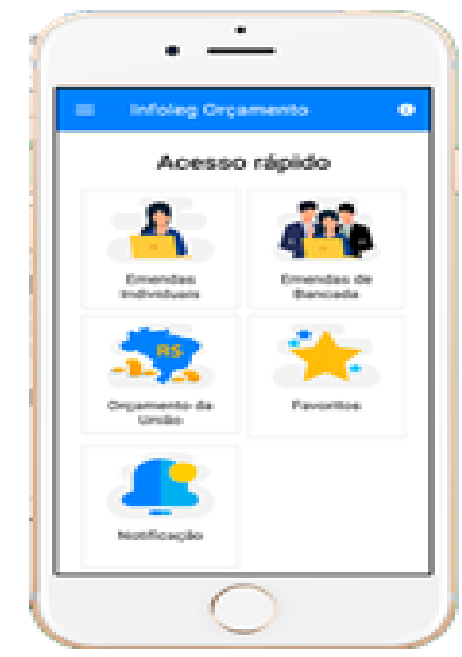 Infoleg Orçamento
Acesso rápido
Emendas
Individuais
Emendas de
Bancada
R$
Orçamento da
União
Favoritos
Notificação